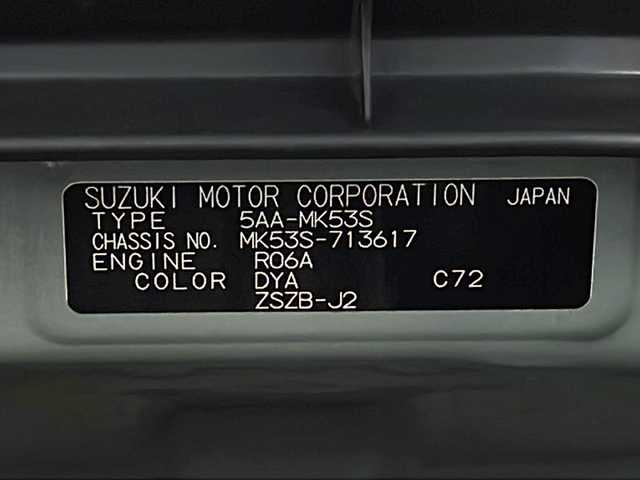 SUZUKI MOTOR CORPORATION JAPAN
TYPE 5AA-MK53S
CHASSIS NO. MK53S-713617
ENGINE R06A
COLOR DYA C72
ZSZB-J2